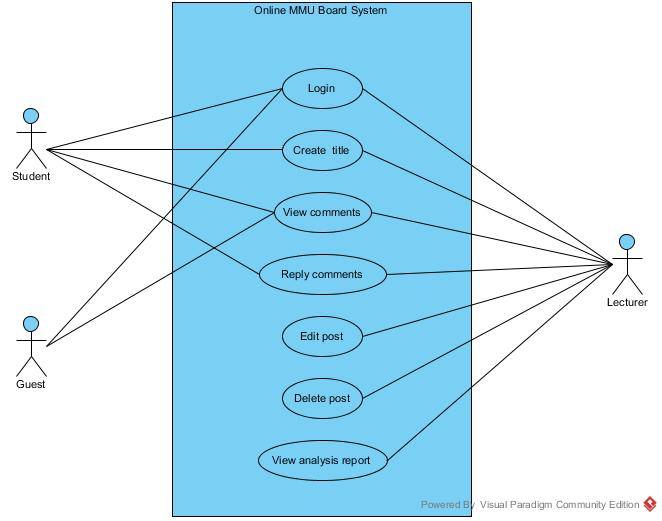 Online MMU Board System
Login
Create title
Student
View comments
Reply comments
Lecturer
Edit post
Guest
Delete post
View analysis report
Powered By Visual Paradigm Community Edition